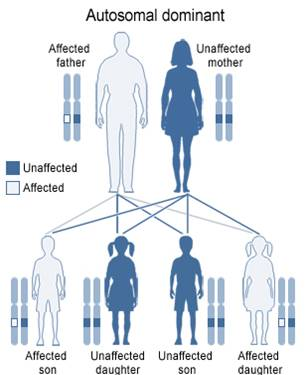 Autosomal dominant
Affected
father
Unaffected
mother
Unaffected
Affected
Affected
son
Unaffected
daughter
Unaffected
son
Affected
daughter